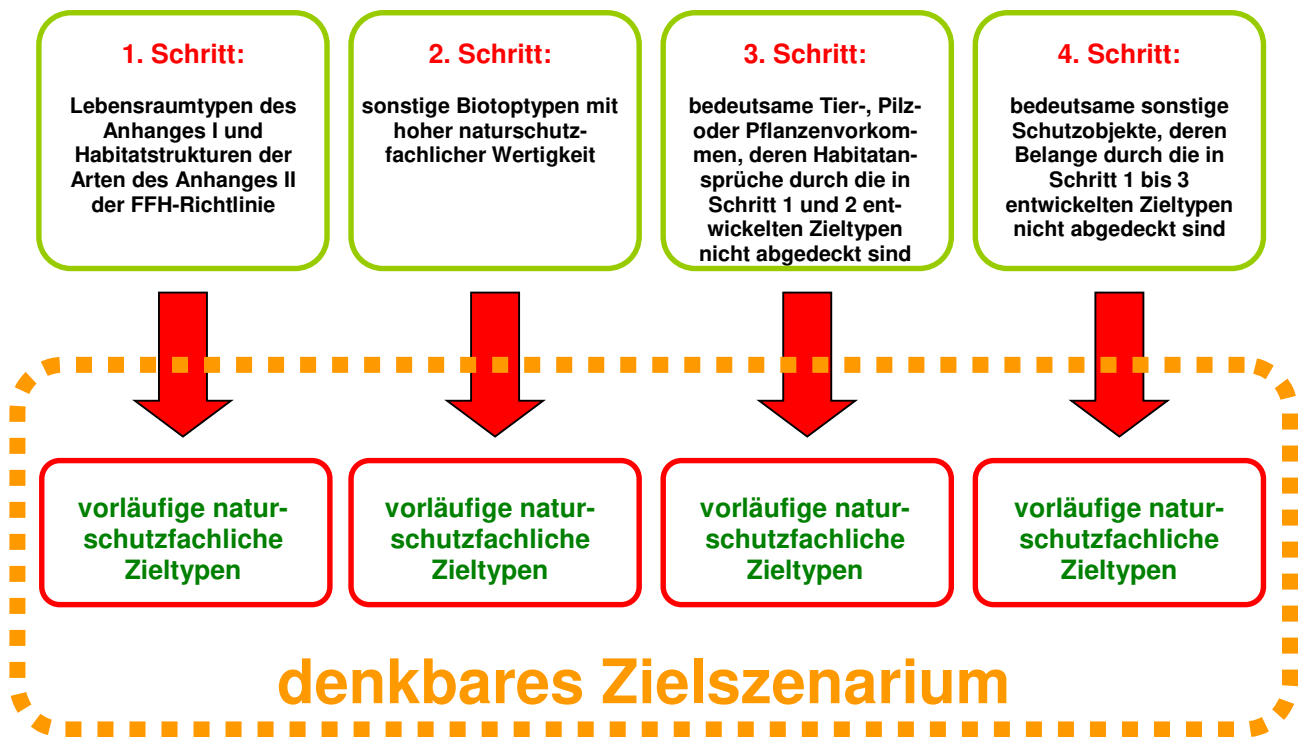 1. Schritt:
Lebensraumtypen des
Anhanges I und
Habitatstrukturen der
Arten des Anhanges II
der FFH-Richtlinie
2. Schritt:
sonstige Biotoptypen mit
hoher naturschutz-
fachlicher Wertigkeit
3. Schritt:
bedeutsame Tier-, Pilz-
oder Pflanzenvorkom-
men, deren Habitatan-
sprüche durch die in
Schritt 1 und 2 ent-
wickelten Zieltypen
nicht abgedeckt sind
4. Schritt:
bedeutsame sonstige
Schutzobjekte, deren
Belange durch die in
Schritt 1 bis 3
entwickelten Zieltypen
nicht abgedeckt sind
vorläufige natur-
schutzfachliche
Zieltypen
vorläufige natur-
schutzfachliche
Zieltypen
vorläufige natur-
schutzfachliche
Zieltypen
vorläufige natur-
schutzfachliche
Zieltypen
denkbares Zielszenarium